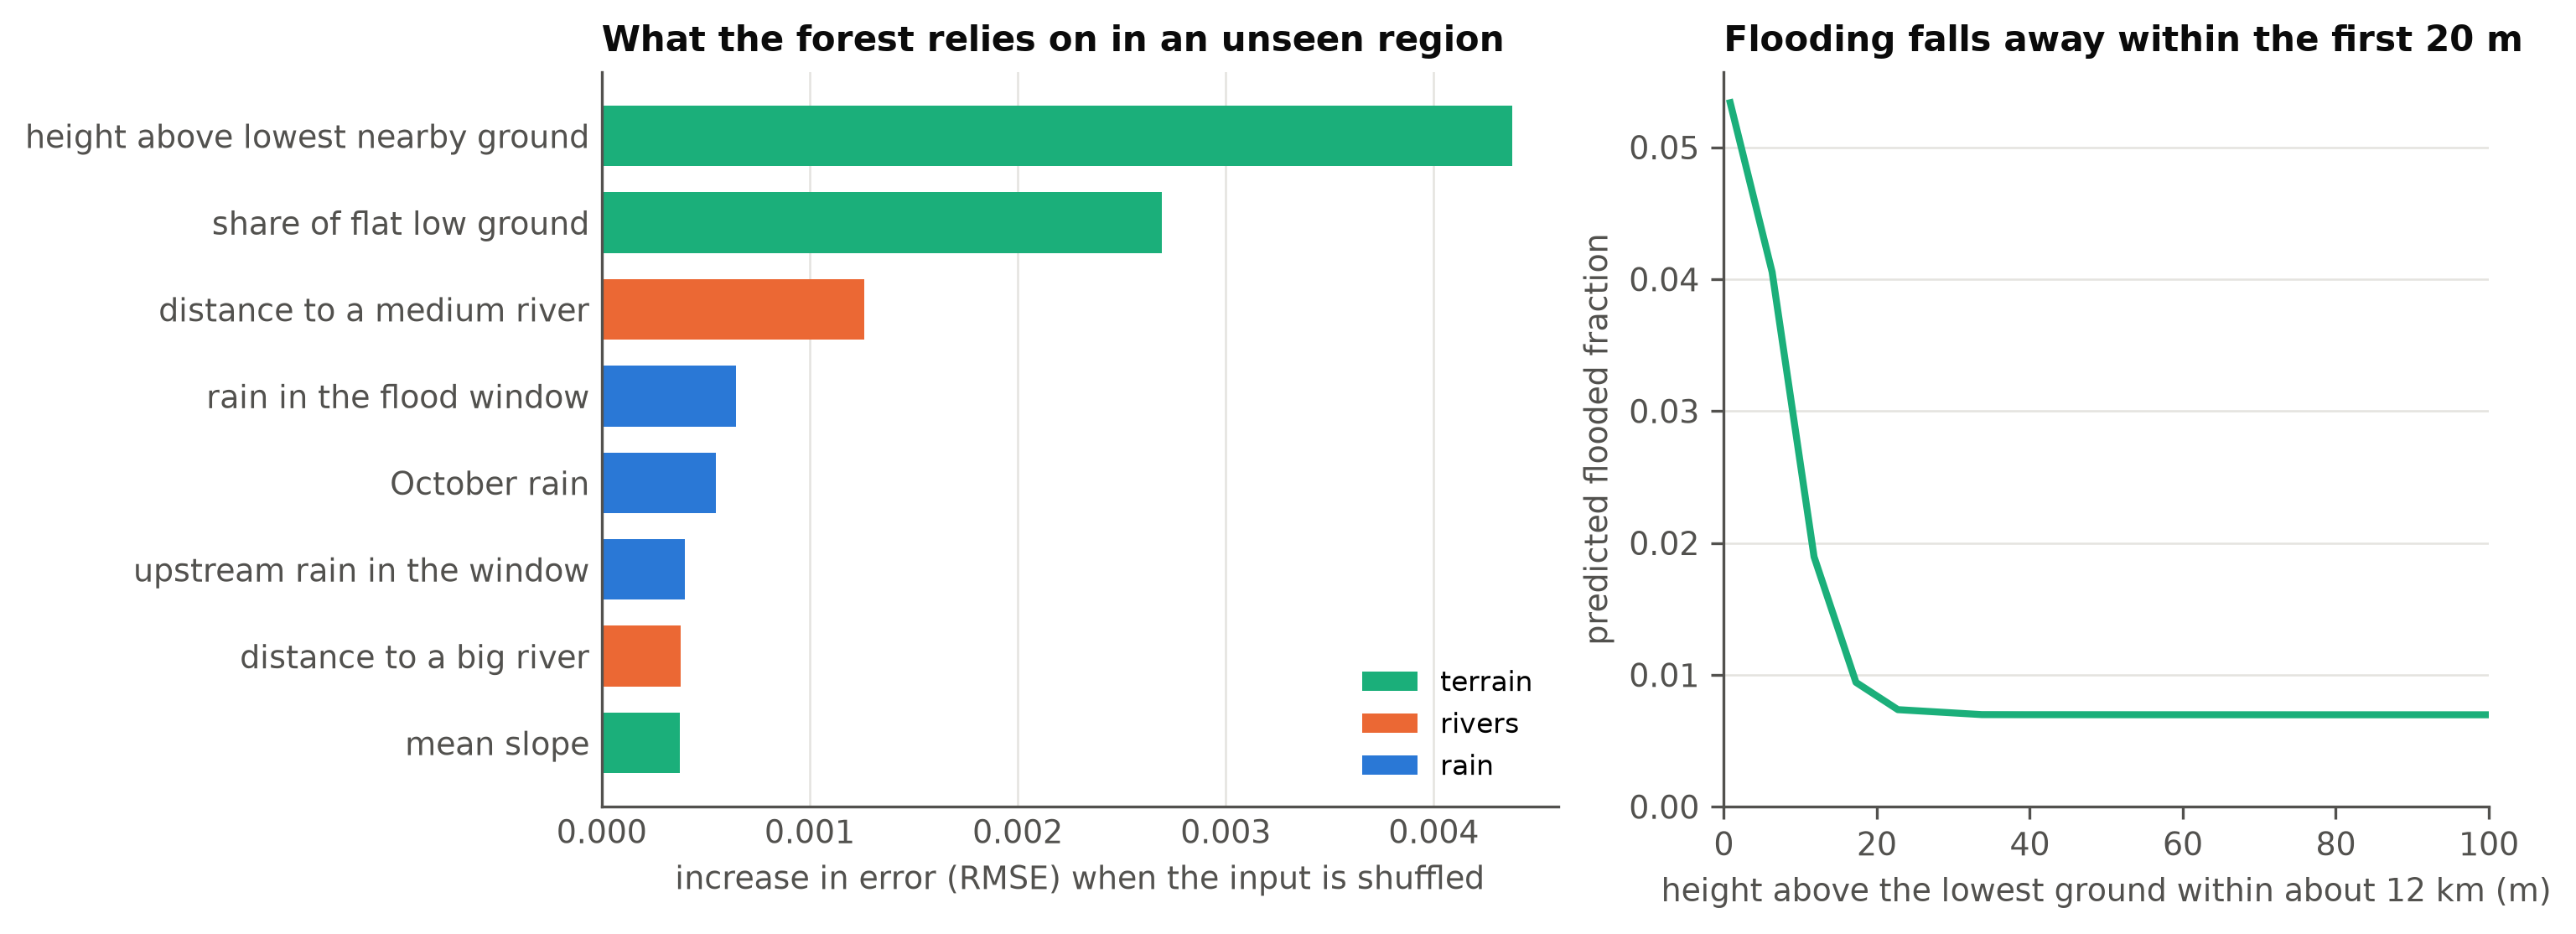 What the forest relies on in an unseen region
height above lowest nearby ground
share of flat low ground
distance to a medium river
rain in the flood window
October rain
upstream rain in the window
distance to a big river
mean slope
terrain
rivers
rain
0.000 0.001 0.002 0.003 0.004
increase in error (RMSE) when the input is shuffled
Flooding falls away within the first 20 m
predicted flooded fraction
0.05
0.04
0.03
0.02
0.01
0.00
0 20 40 60 80 100
height above the lowest ground within about 12 km (m)